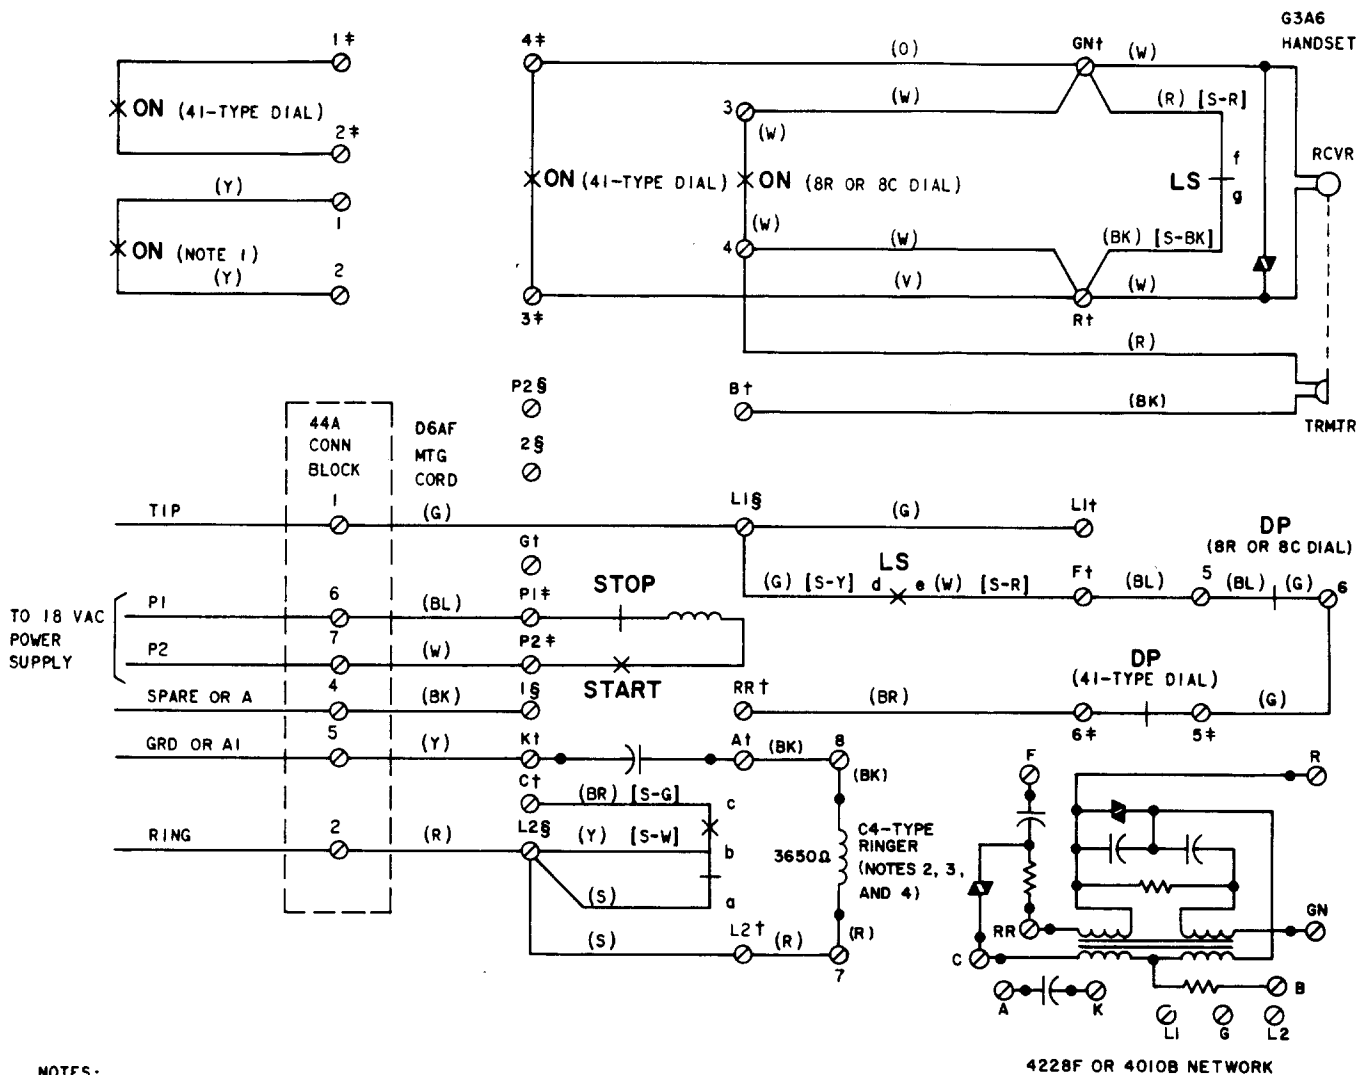 G3A6
HANDSET
1‡
4‡
(O)
GN†
(W)
ON (41-TYPE DIAL)
3
(W)
(R) [S-R]
2‡
(W)
RCVR
f
(Y)
ON (41-TYPE DIAL)
ON (8R OR 8C DIAL)
LS
g
1
ON (NOTE 1)
(W)
(Y)
2
4
(W)
(BK) [S-BK]
(V)
(W)
3‡
R†
(R)
P2§
B†
(BK)
TRMTR
44A
CONN
BLOCK
D6AF
MTG
CORD
2§
TIP
1
(G)
L1§
(G)
L1†
DP
(8R OR 8C DIAL)
G†
LS
(G) [S-Y] d
e (W) [S-R]
F†
(BL)
5
(BL)
(G)
6
STOP
TO 18 VAC
POWER
SUPPLY
P1
6
(BL)
P1‡
P2
7
(W)
P2‡
START
DP
(41-TYPE DIAL)
SPARE OR A
4
(BK)
1§
RR†
(BR)
6‡
5‡
(G)
GRD OR A1
5
(Y)
K†
A†
(BK)
8
(BK)
F
R
C†
(BR) [S-G]
c
RING
2
(R)
L2§
(Y) [S-W]
b
3650Ω
C4-TYPE
RINGER
(NOTES 2, 3,
AND 4)
(S)
a
(S)
L2†
(R)
(R)
7
RR
GN
C
B
A
K
L1
G
L2
NOTES:
4228F OR 4010B NETWORK